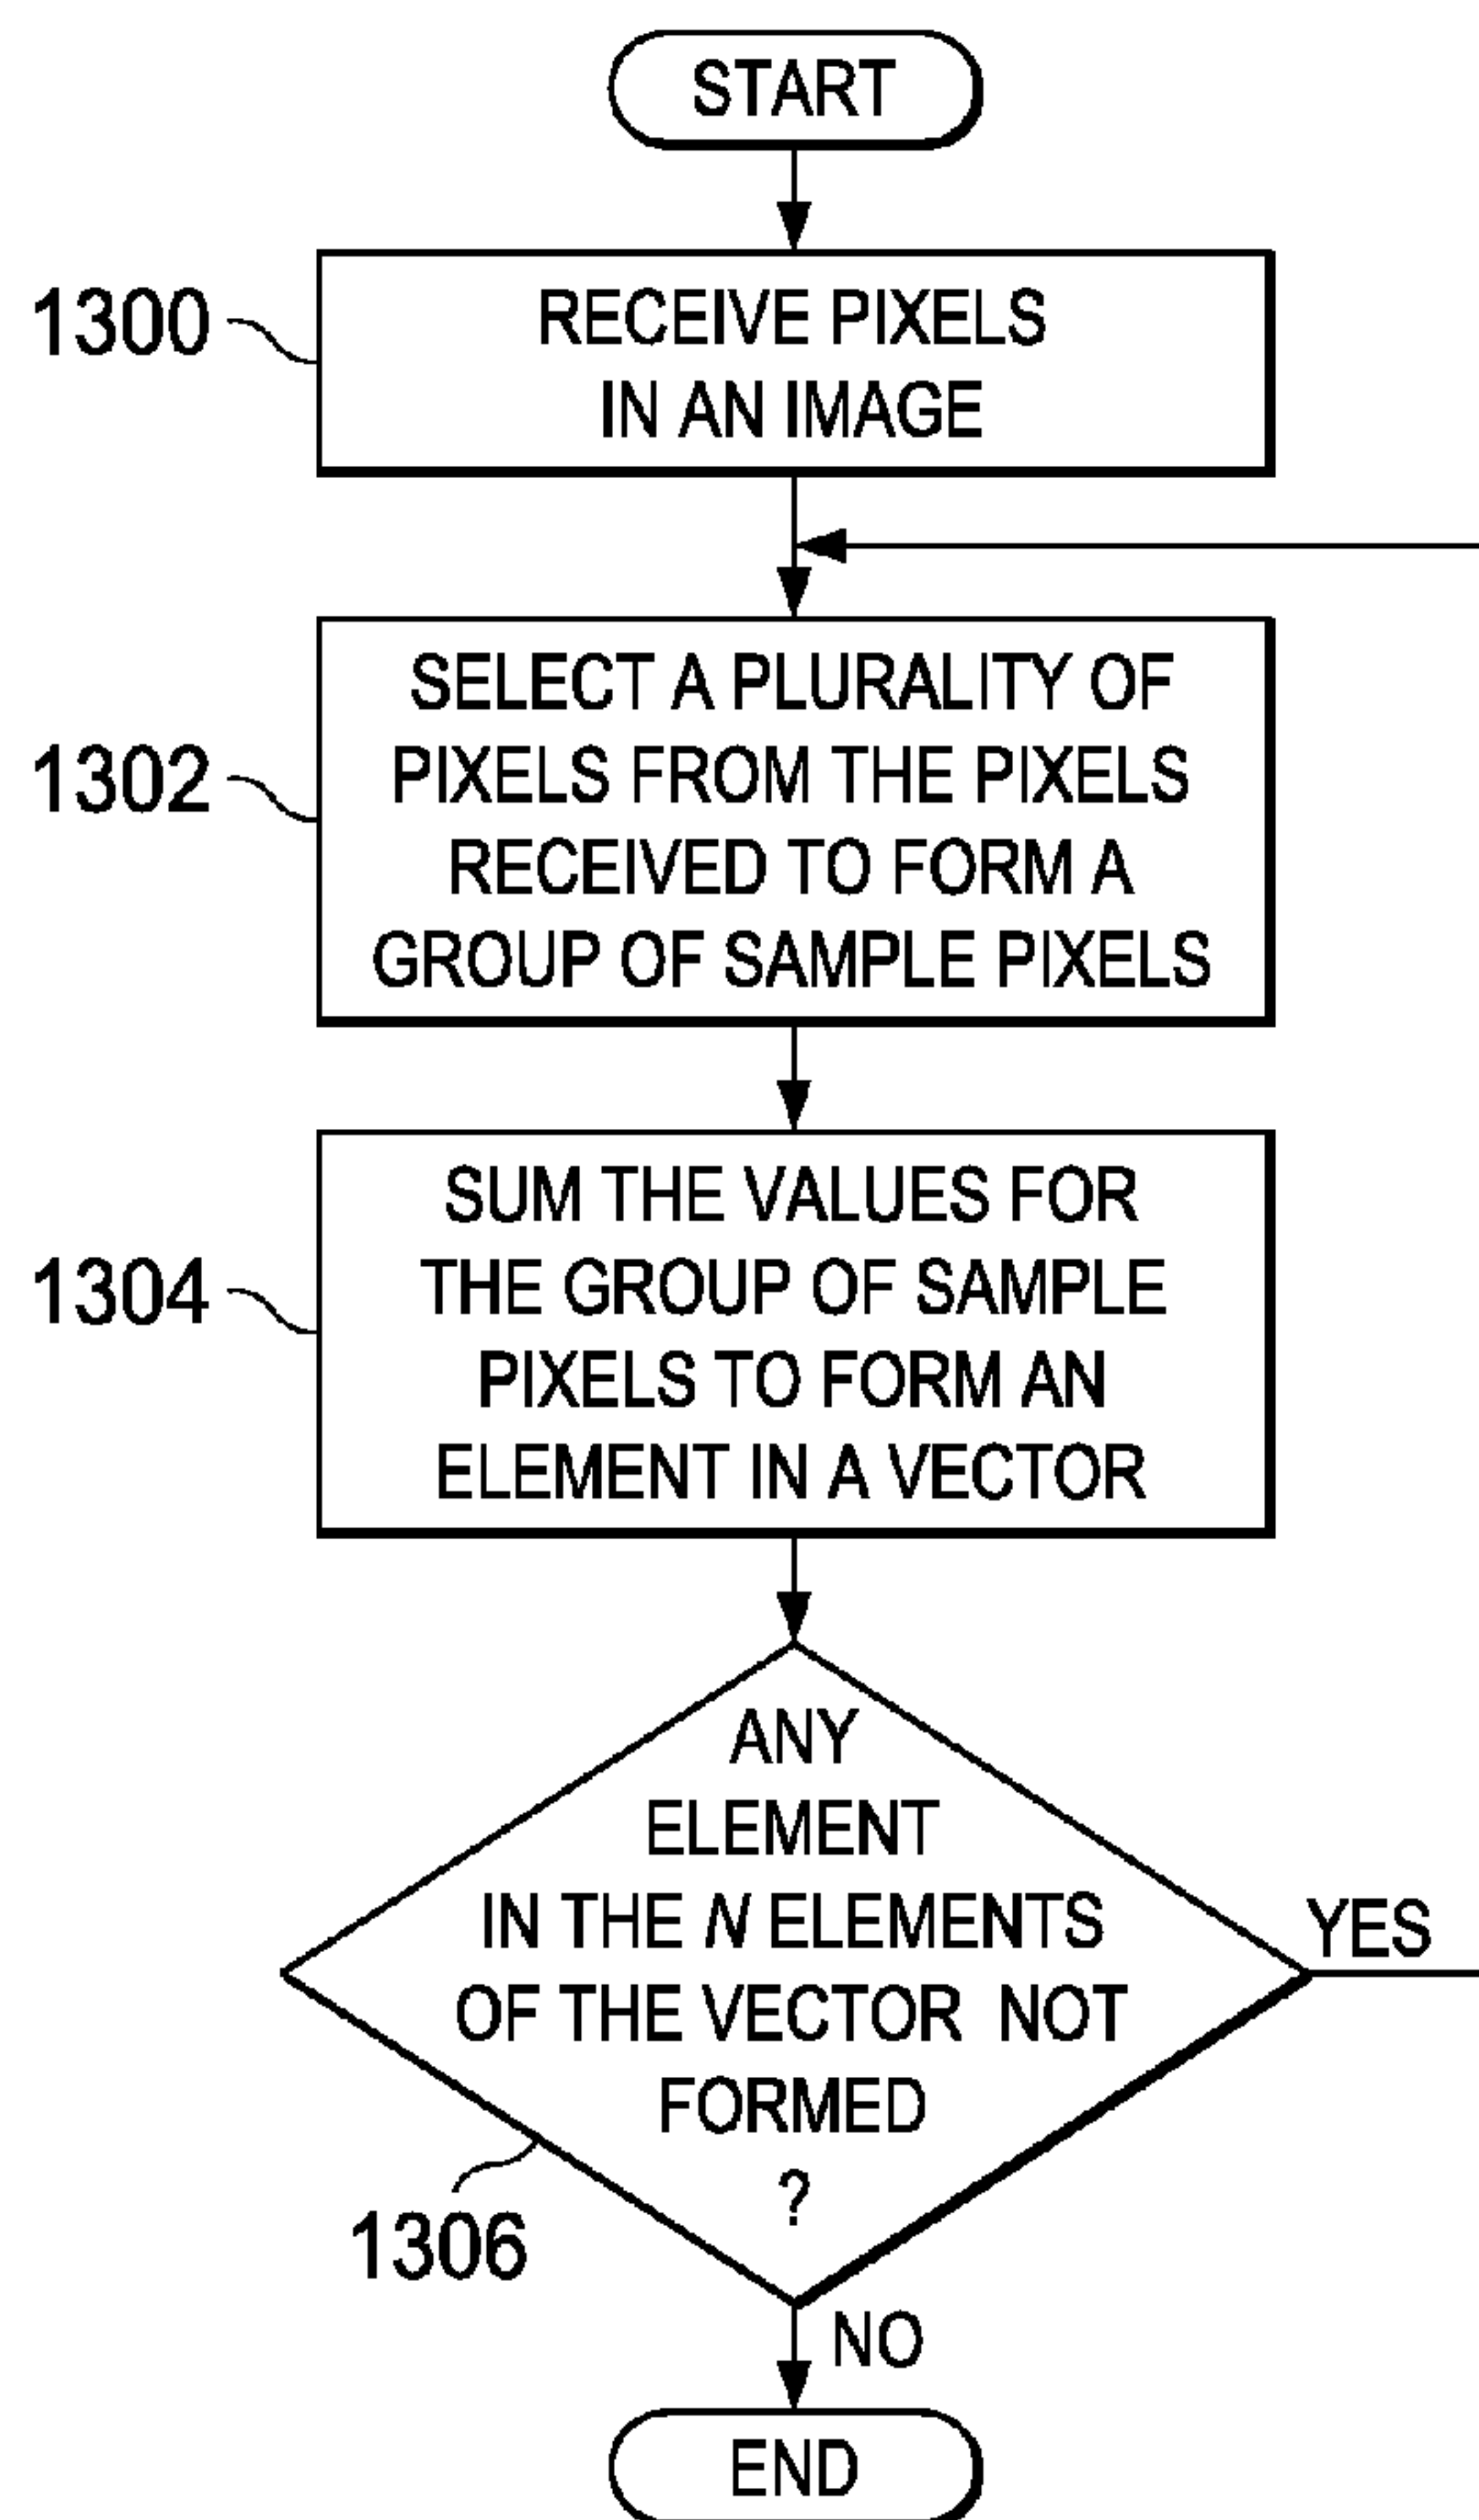 START
1300
RECEIVE PIXELS
IN AN IMAGE
1302
SELECT A PLURALITY OF
PIXELS FROM THE PIXELS
RECEIVED TO FORM A
GROUP OF SAMPLE PIXELS
1304
SUM THE VALUES FOR
THE GROUP OF SAMPLE
PIXELS TO FORM AN
ELEMENT IN A VECTOR
ANY
ELEMENT
IN THE N ELEMENTS
OF THE VECTOR NOT
FORMED
?
YES
1306
NO
END